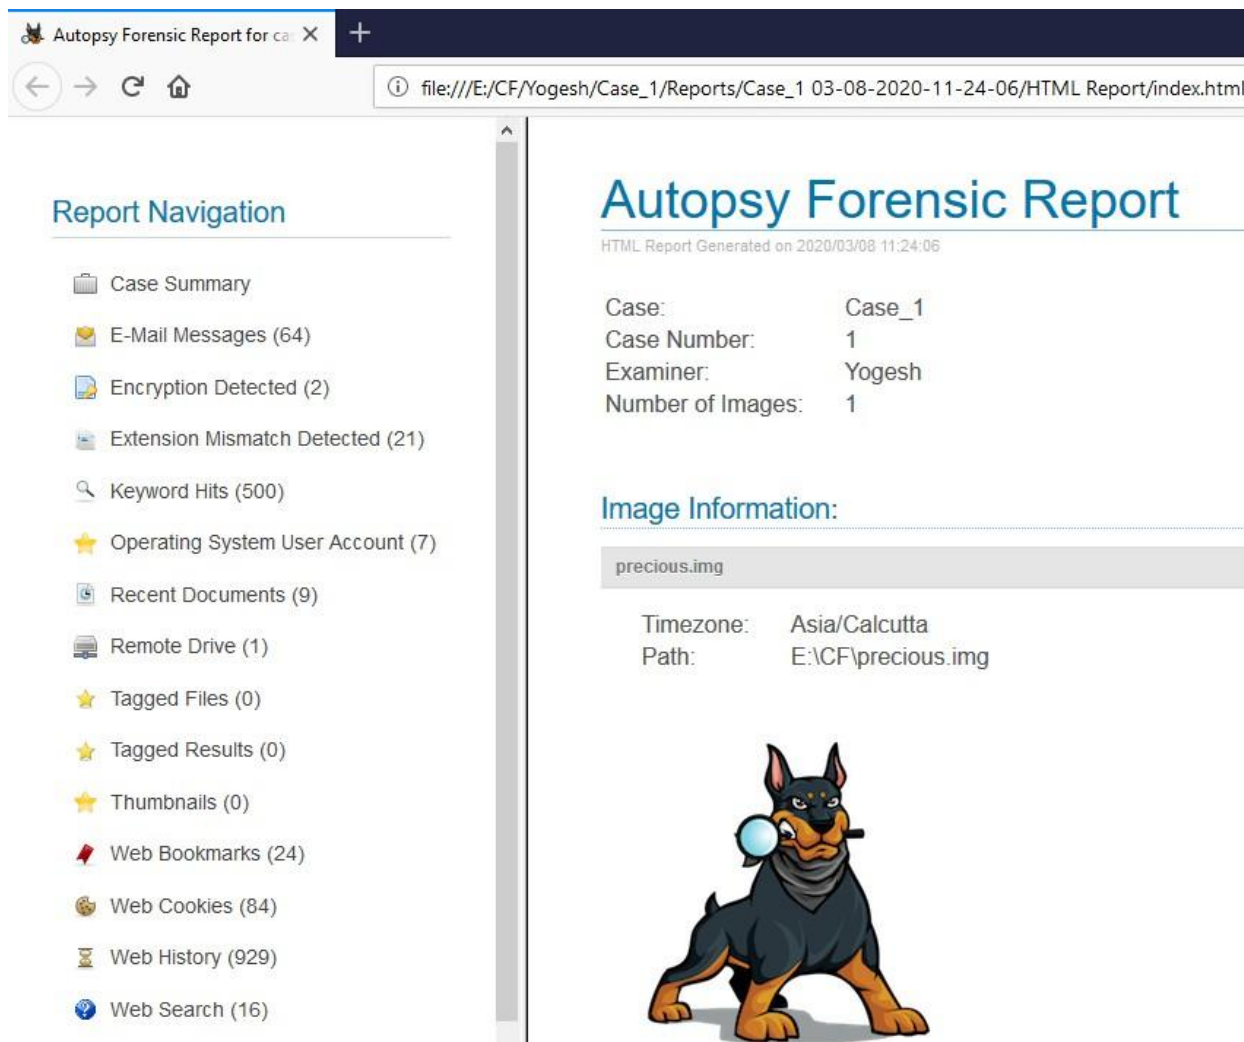 Autopsy Forensic Report for ca
file:///E:/CF/Yogesh/Case_1/Reports/Case_1 03-08-2020-11-24-06/HTML Report/index.html
Report Navigation
Case Summary
E-Mail Messages (64)
Encryption Detected (2)
Extension Mismatch Detected (21)
Keyword Hits (500)
Operating System User Account (7)
Recent Documents (9)
Remote Drive (1)
Tagged Files (0)
Tagged Results (0)
Thumbnails (0)
Web Bookmarks (24)
Web Cookies (84)
Web History (929)
Web Search (16)
Autopsy Forensic Report
HTML Report Generated on 2020/03/08 11:24:06
Case: Case_1
Case Number: 1
Examiner: Yogesh
Number of Images: 1
Image Information:
precious.img
Timezone: Asia/Calcutta
Path: E:\CF\precious.img